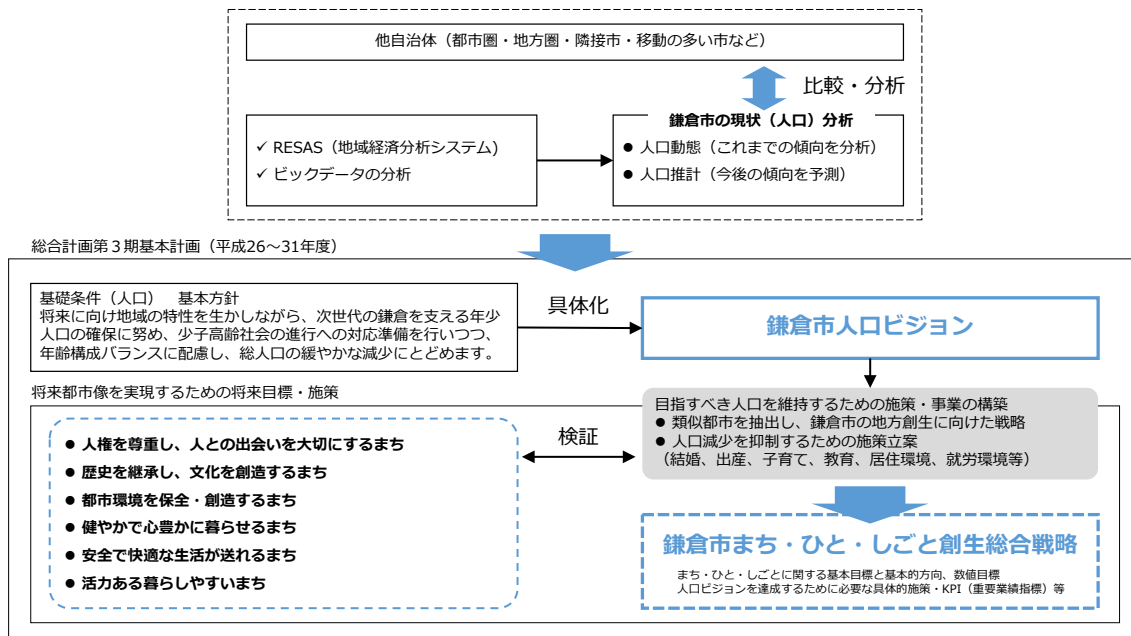 他自治体（都市圏・地方圏・隣接市・移動の多い市など）
比較・分析
✓ RESAS（地域経済分析システム)
✓ ビックデータの分析
鎌倉市の現状（人口）分析
● 人口動態（これまでの傾向を分析）
● 人口推計（今後の傾向を予測）
総合計画第３期基本計画（平成26～31年度）
基礎条件（人口）　基本方針
将来に向け地域の特性を生かしながら、次世代の鎌倉を支える年少
人口の確保に努め、少子高齢社会の進行への対応準備を行いつつ、
年齢構成バランスに配慮し、総人口の緩やかな減少にとどめます。
具体化
鎌倉市人口ビジョン
将来都市像を実現するための将来目標・施策
● 人権を尊重し、人との出会いを大切にするまち
● 歴史を継承し、文化を創造するまち
● 都市環境を保全・創造するまち
● 健やかで心豊かに暮らせるまち
● 安全で快適な生活が送れるまち
● 活力ある暮らしやすいまち
検証
目指すべき人口を維持するための施策・事業の構築
● 類似都市を抽出し、鎌倉市の地方創生に向けた戦略
● 人口減少を抑制するための施策立案
（結婚、出産、子育て、教育、居住環境、就労環境等）
鎌倉市まち・ひと・しごと創生総合戦略
まち・ひと・しごとに関する基本目標と基本的方向、数値目標
人口ビジョンを達成するために必要な具体的施策・KPI（重要業績指標）等